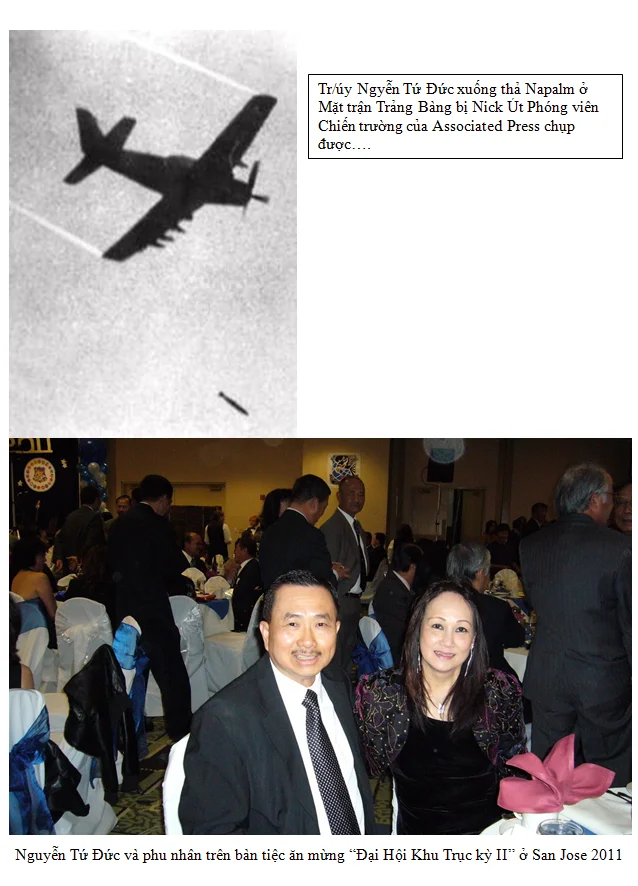 Tr/úy Ngyễn Tứ Đức xuống thả Napalm ở
Mặt trận Trảng Bàng bị Nick Út Phóng viên
Chiến trường của Associated Press chụp
được….
Nguyễn Tứ Đức và phu nhân trên bàn tiệc ăn mừng “Đại Hội Khu Trục kỳ II” ở San Jose 2011